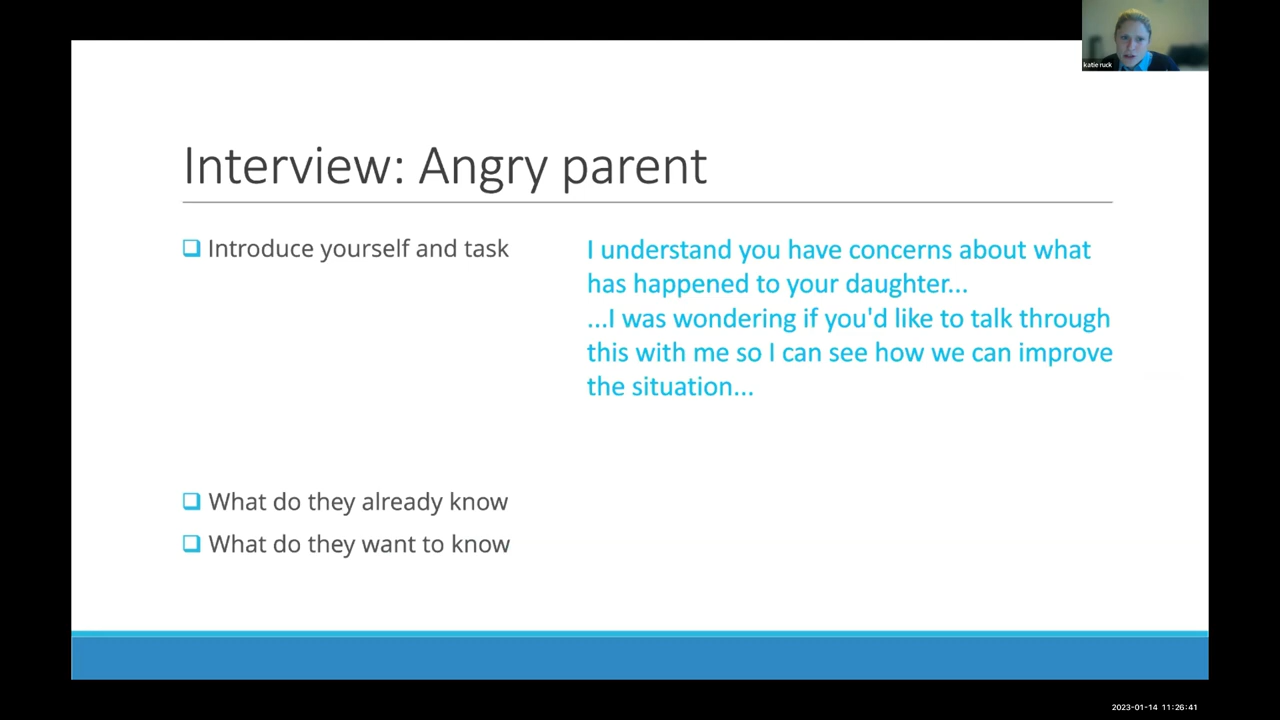 katie ruck
Interview: Angry parent
Introduce yourself and task
I understand you have concerns about what
has happened to your daughter...
...I was wondering if you'd like to talk through
this with me so I can see how we can improve
the situation...
What do they already know
What do they want to know
2023-01-14 11:26:41